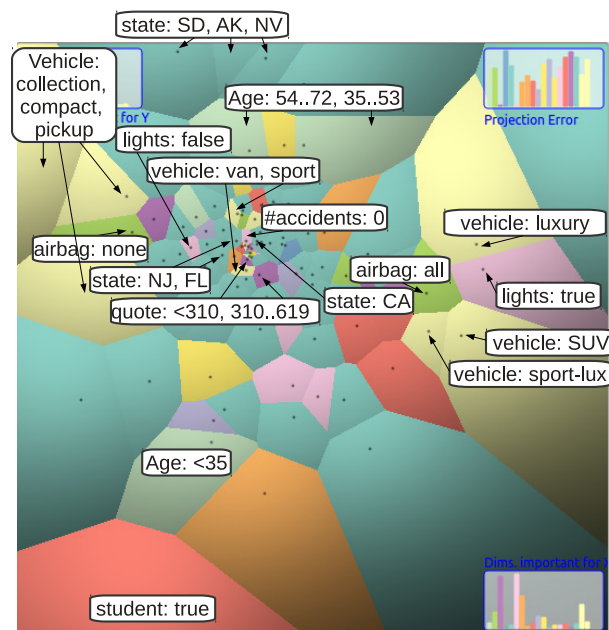 state: SD, AK, NV
Vehicle:
collection,
compact,
pickup
for Y
Projection Error
Age: 54..72, 35..53
lights: false
vehicle: van, sport
#accidents: 0
vehicle: luxury
airbag: none
airbag: all
state: NJ, FL
lights: true
quote: <310, 310..619
state: CA
vehicle: SUV
vehicle: sport-lux
Age: <35
Dims, important for X
student: true